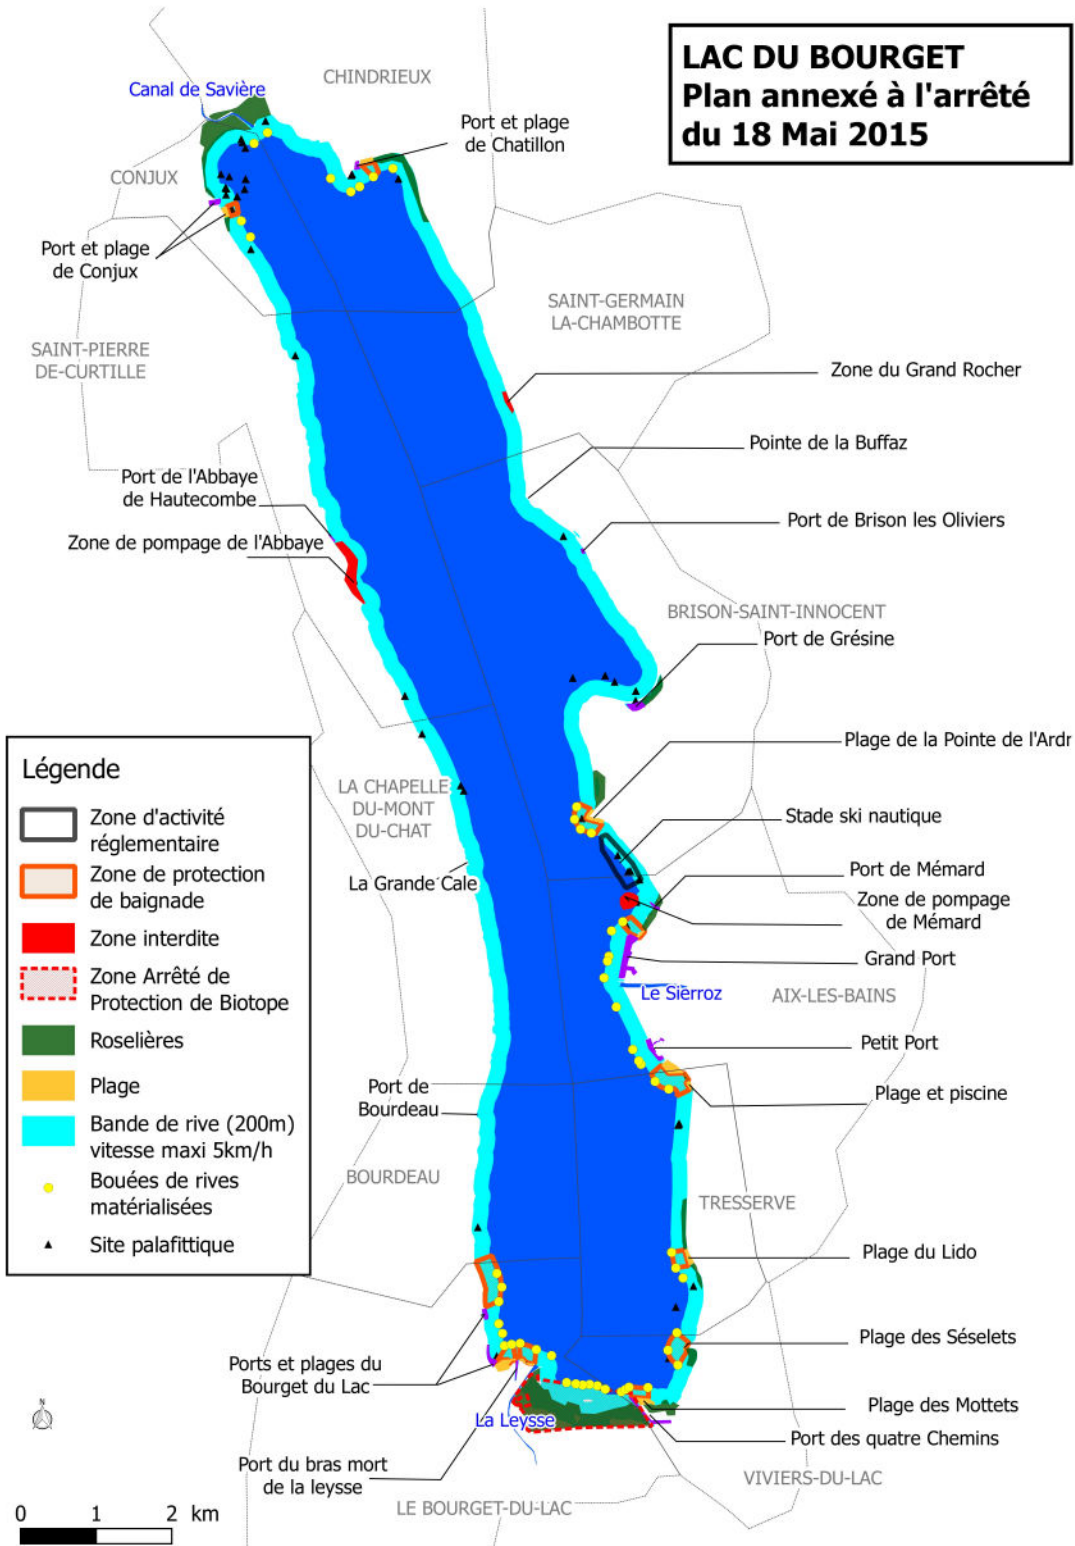 LAC DU BOURGET
Plan annexé à l'arrêté
du 18 Mai 2015
CHINDRIEUX
Canal de Savière
Port et plage
de Chatillon
CONJUX
Port et plage
de Conjux
SAINT-GERMAIN
LA-CHAMBOTTE
SAINT-PIERRE
DE-CURTILLE
Zone du Grand Rocher
Pointe de la Buffaz
Port de l'Abbaye
de Hautecombe
Port de Brison les Oliviers
Zone de pompage de l'Abbaye
BRISON-SAINT-INNOCENT
Port de Grésine
Plage de la Pointe de l'Ardr
LA CHAPELLE
DU-MONT
DU-CHAT
Stade ski nautique
La Grande Cale
Port de Mémard
Zone de pompage
de Mémard
Grand Port
Le Sierroz
AIX-LES-BAINS
Petit Port
Port de
Bourdeau
Plage et piscine
BOURDEAU
TRESSERVE
Plage du Lido
Ports et plages du
Bourget du Lac
Plage des Séselets
Plage des Mottets
La Leysse
Port des quatre Chemins
Port du bras mort
de la leysse
VIVIERS-DU-LAC
LE BOURGET-DU-LAC
Légende
Zone d'activité
réglementaire
Zone de protection
de baignade
Zone interdite
Zone Arrêté de
Protection de Biotope
Roselières
Plage
Bande de rive (200m)
vitesse maxi 5km/h
Bouées de rives
matérialisées
Site palafittique
N
0 1 2 km